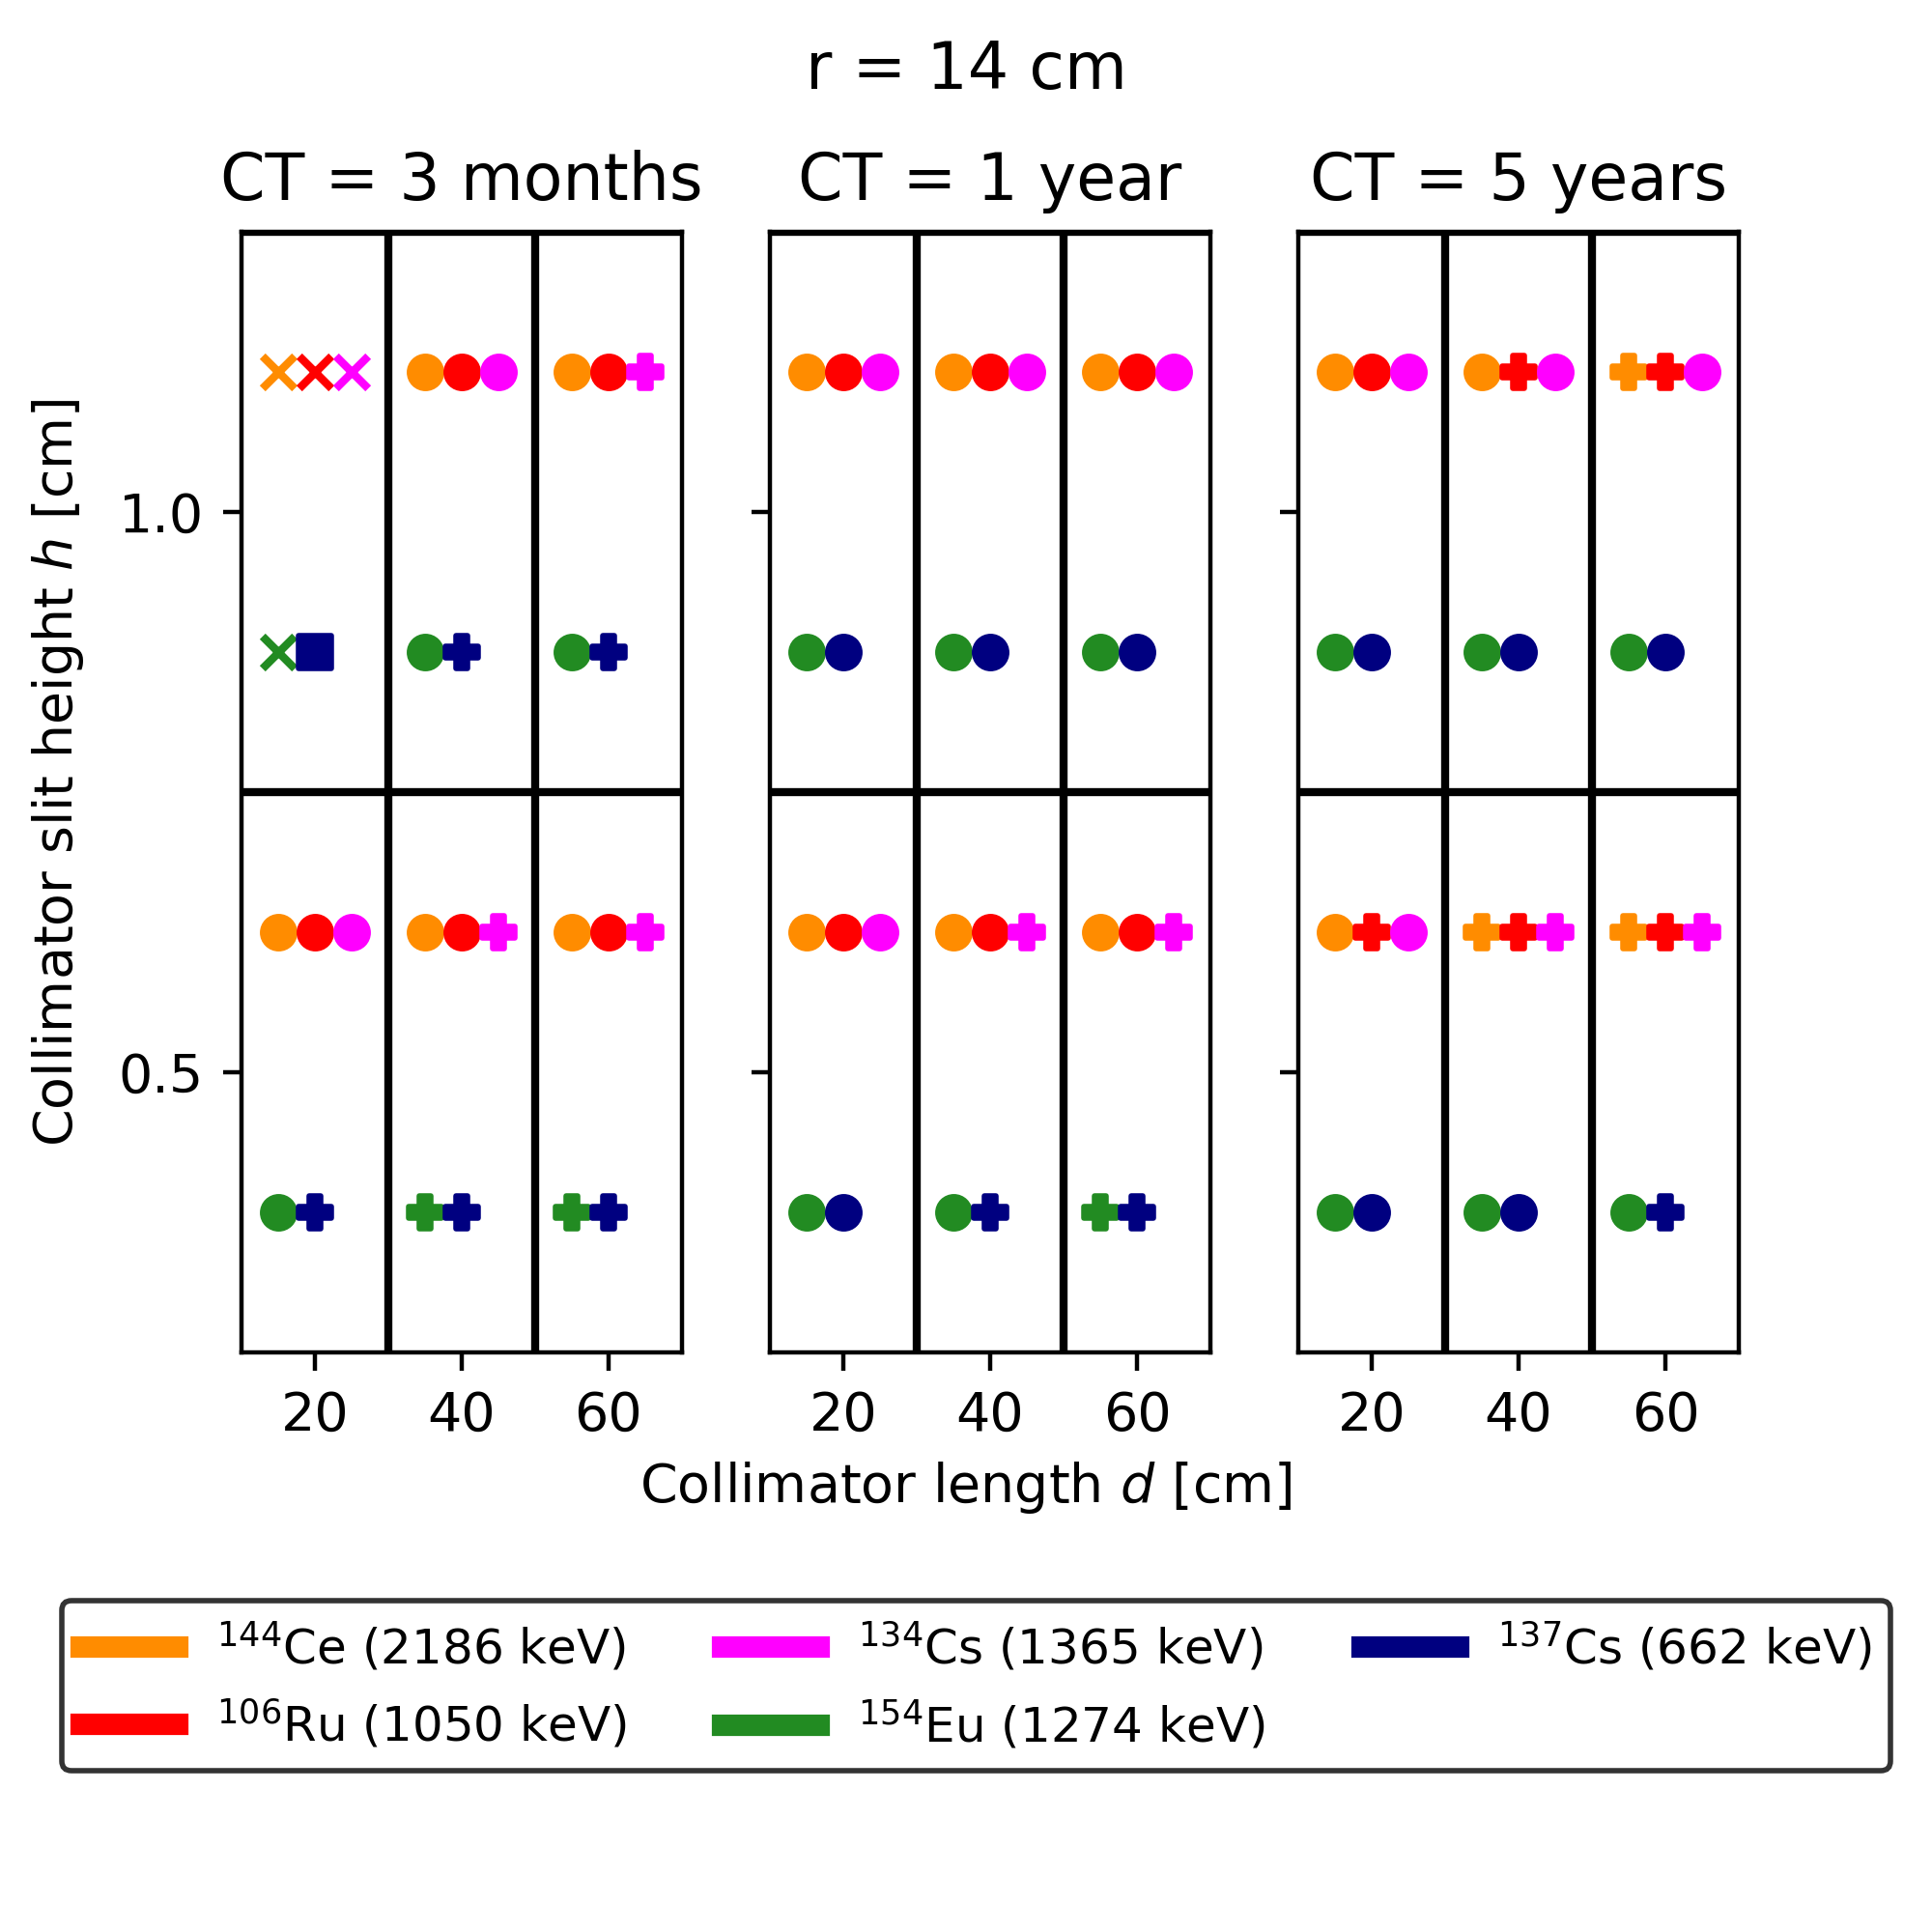 r = 14 cm
CT = 3 months CT = 1 year CT = 5 years
Collimator slit height h [cm]
1.0
0.5
20 40 60 20 40 60 20 40 60
Collimator length d [cm]
¹⁴⁴Ce (2186 keV) ¹³⁴Cs (1365 keV) ¹³⁷Cs (662 keV)
¹⁰⁶Ru (1050 keV) ¹⁵⁴Eu (1274 keV)